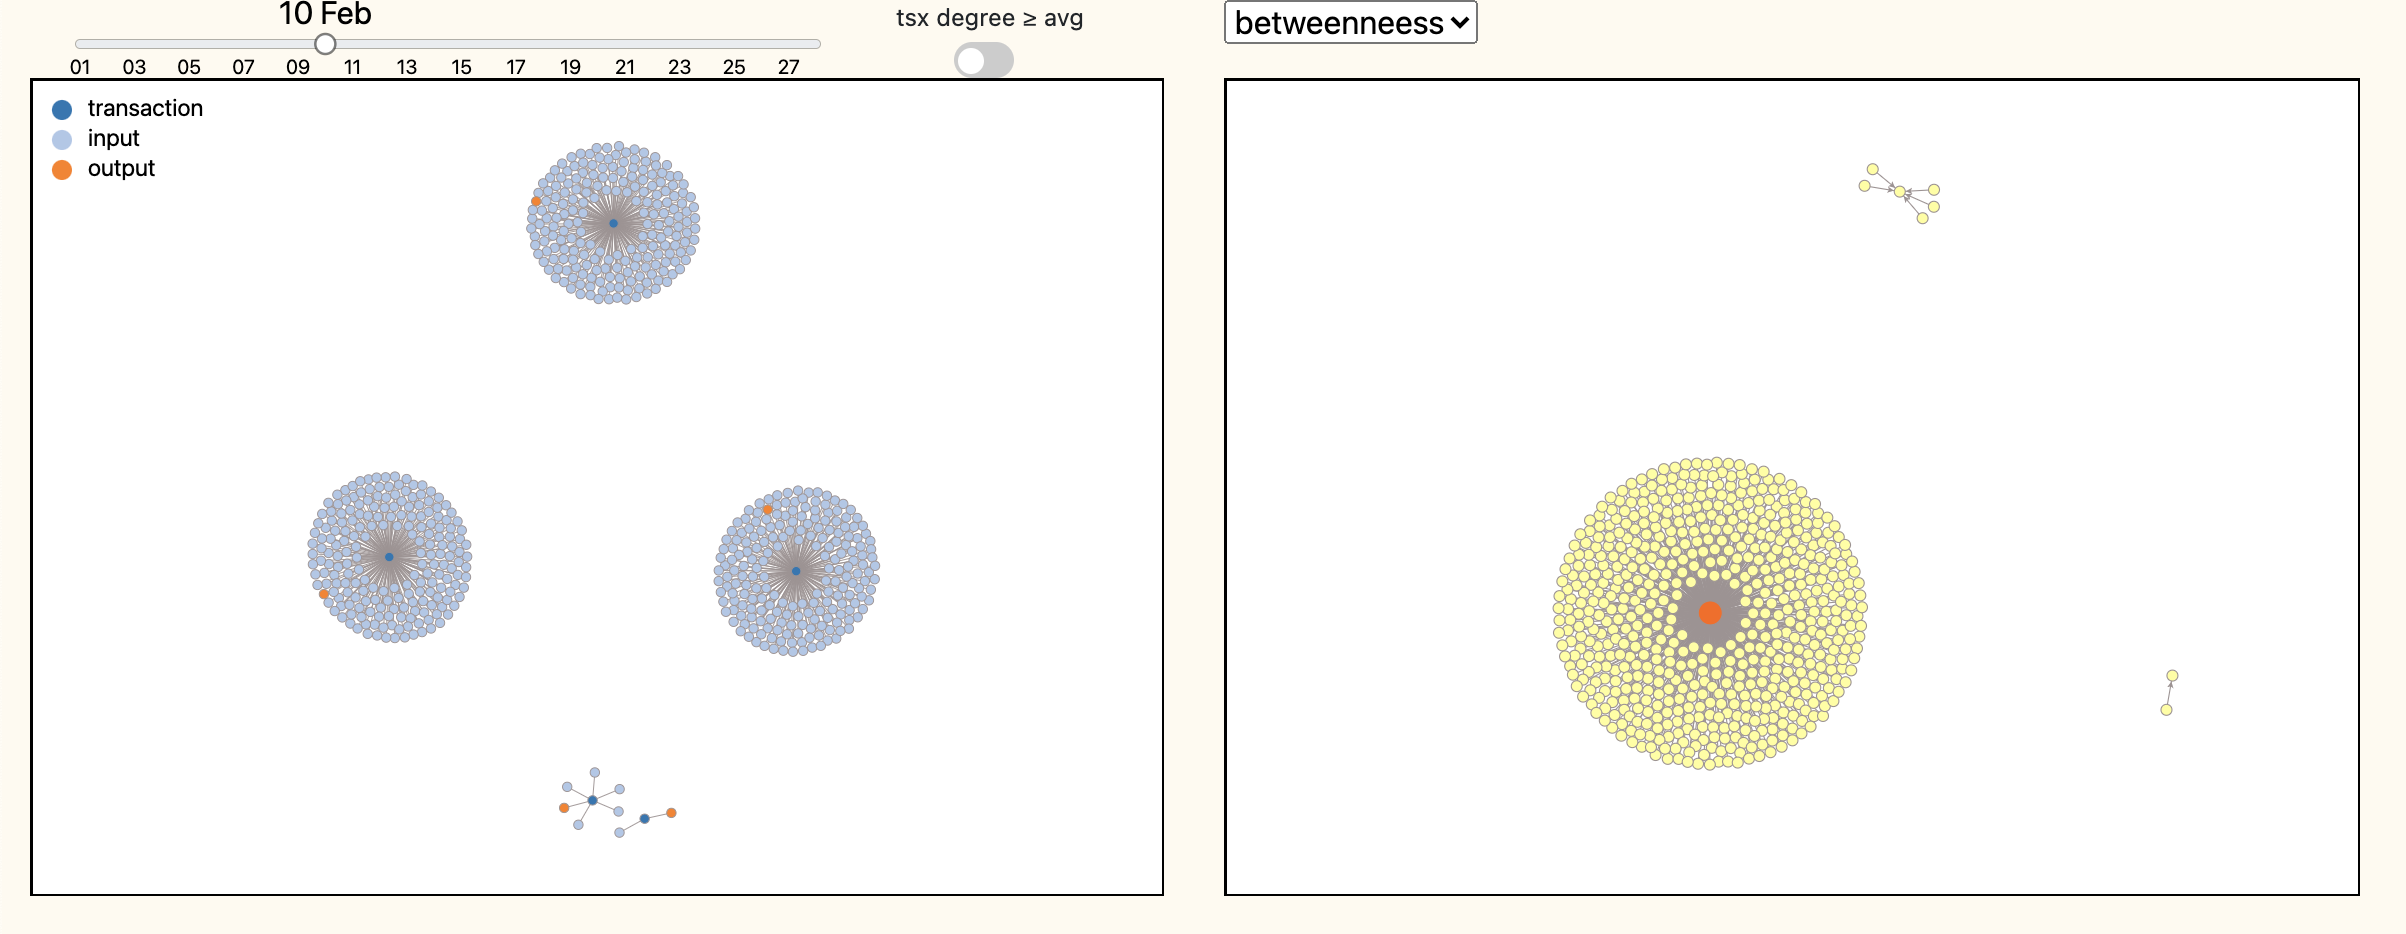 10 Feb
tsx degree ≥ avg
betweenneess
01 03 05 07 09 11 13 15 17 19 21 23 25 27
transaction
input
output